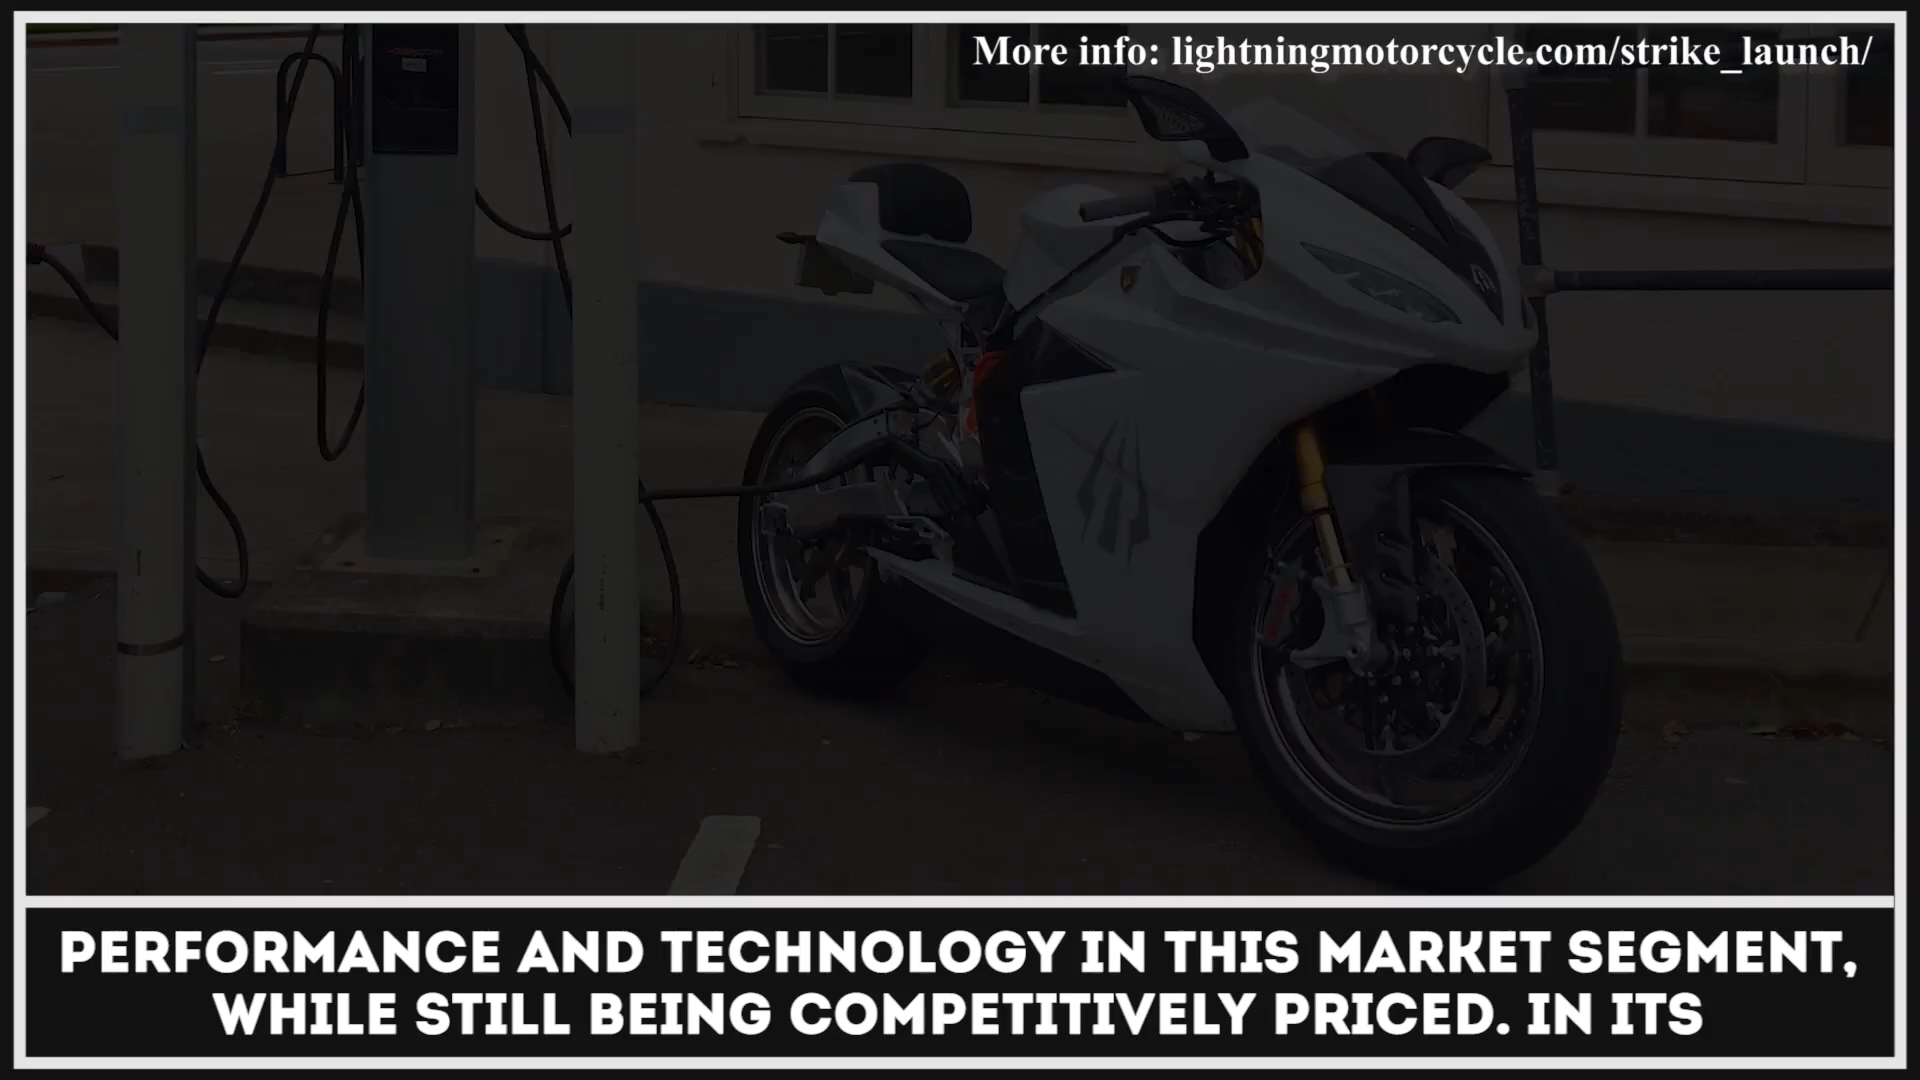 More info: lightningmotorcycle.com/strike_launch/
PERFORMANCE AND TECHNOLOGY IN THIS MARKET SEGMENT,
WHILE STILL BEING COMPETITIVELY PRICED. IN ITS